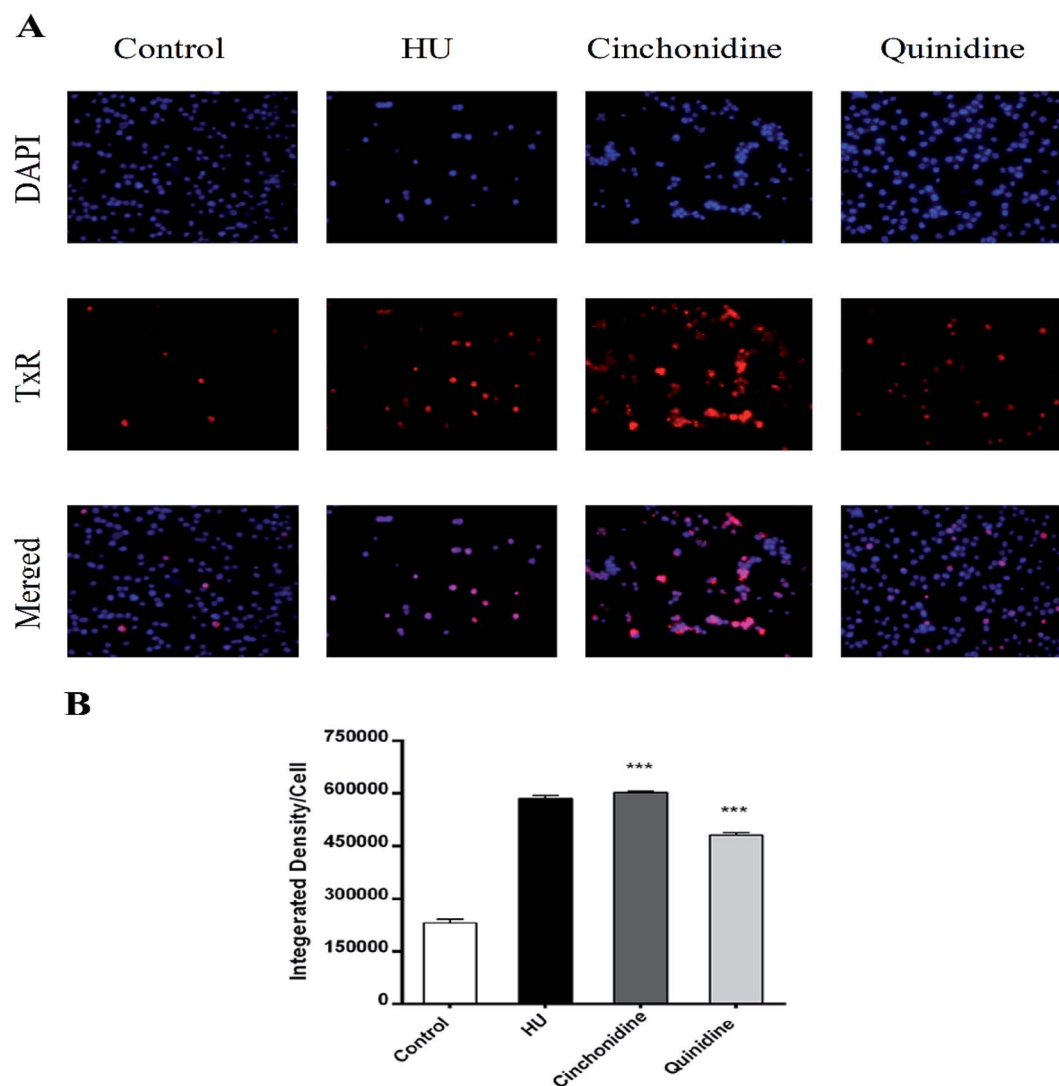 A
Control HU Cinchonidine Quinidine
DAPI
TxR
Merged
B
Integerated Density/Cell
750000
600000
450000
300000
150000
0
***
***
Control
HU
Cinchonidine
Quinidine